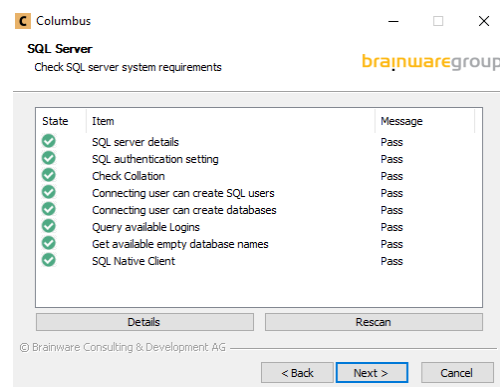 C Columbus
SQL Server
Check SQL server system requirements
brainwaregroup
State Item Message
SQL server details Pass
SQL authentication setting Pass
Check Collation Pass
Connecting user can create SQL users Pass
Connecting user can create databases Pass
Query available Logins Pass
Get available empty database names Pass
SQL Native Client Pass
Details Rescan
© Brainware Consulting & Development AG
< Back Next > Cancel